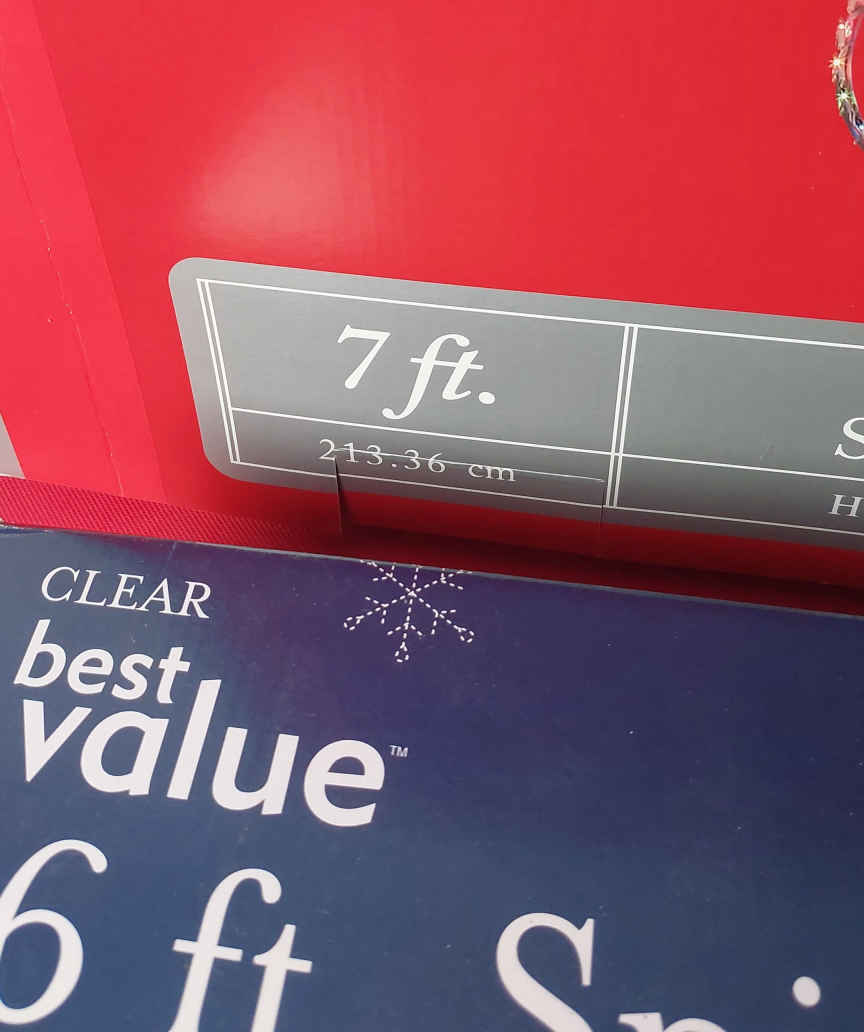 7 ft.
213.36 cm
CLEAR
best
value™
6 ft